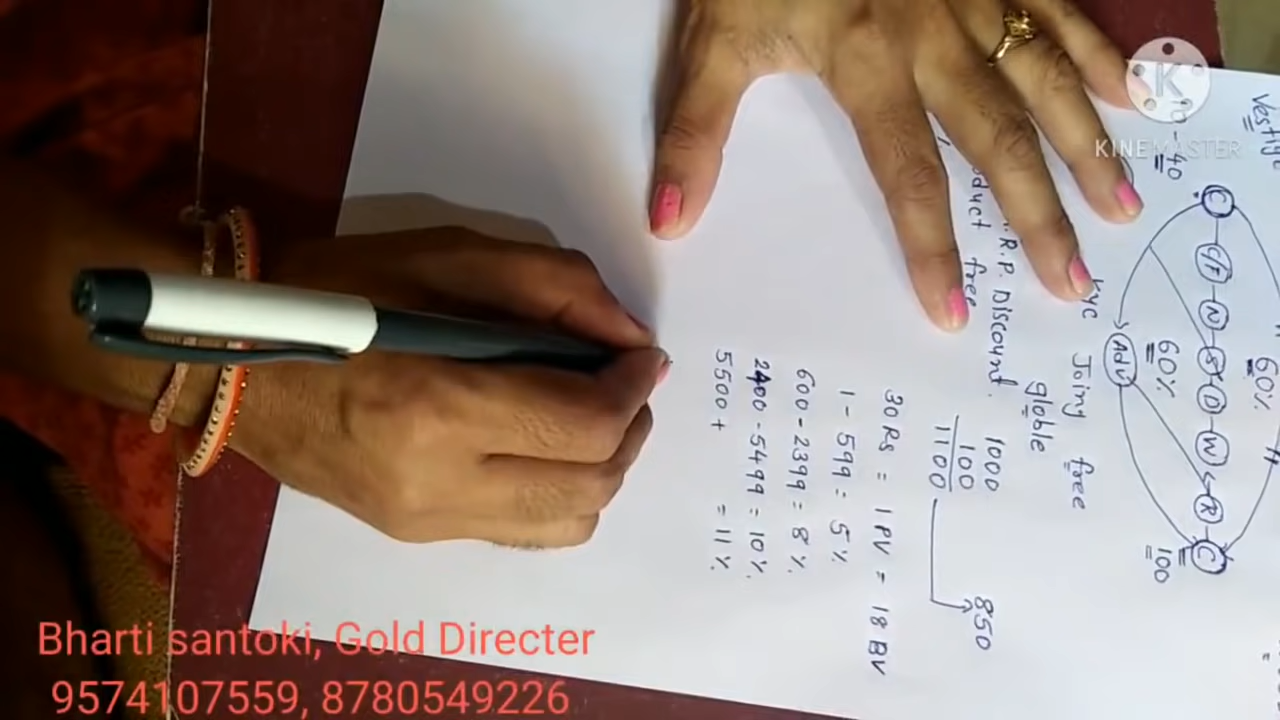 Vestige
- 40
C C/F N S D W R C
60%
60%
Adv
100
KYC Joing free
globle
R.P. Discount.
duct free
1000
100
1100
850
30 Rs = 1 PV = 18 BV
1 - 599 = 5%
600 - 2399 = 8%.
2400 - 5499 = 10%.
5500 + = 11%.
KINEMASTER
Bharti santoki, Gold Directer
9574107559, 8780549226